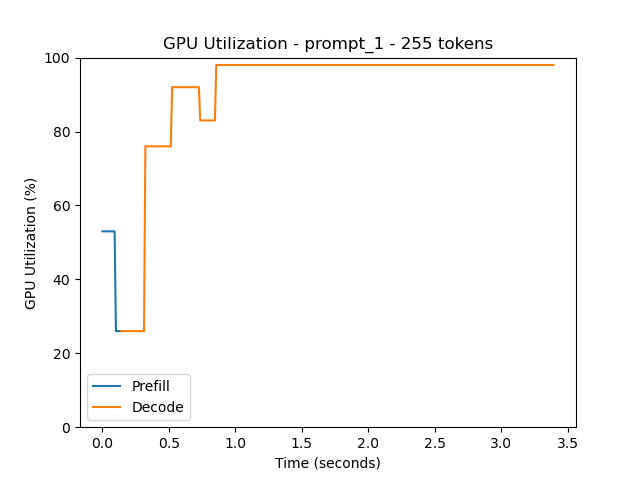 GPU Utilization - prompt_1 - 255 tokens
100
80
60
40
20
0
GPU Utilization (%)
Prefill
Decode
0.0 0.5 1.0 1.5 2.0 2.5 3.0 3.5
Time (seconds)